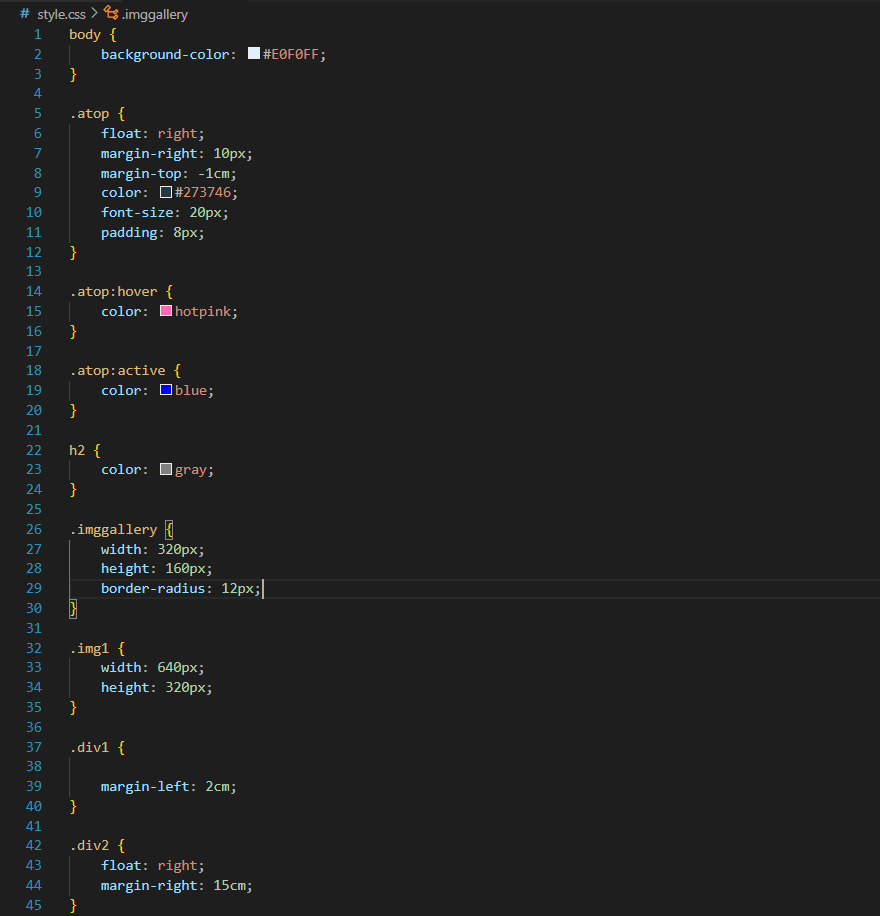 # style.css > .imggallery
1 body {
2 background-color: #E0F0FF;
3 }
4
5 .atop {
6 float: right;
7 margin-right: 10px;
8 margin-top: -1cm;
9 color: #273746;
10 font-size: 20px;
11 padding: 8px;
12 }
13
14 .atop:hover {
15 color: hotpink;
16 }
17
18 .atop:active {
19 color: blue;
20 }
21
22 h2 {
23 color: gray;
24 }
25
26 .imggallery {
27 width: 320px;
28 height: 160px;
29 border-radius: 12px;
30 }
31
32 .img1 {
33 width: 640px;
34 height: 320px;
35 }
36
37 .div1 {
38
39 margin-left: 2cm;
40 }
41
42 .div2 {
43 float: right;
44 margin-right: 15cm;
45 }